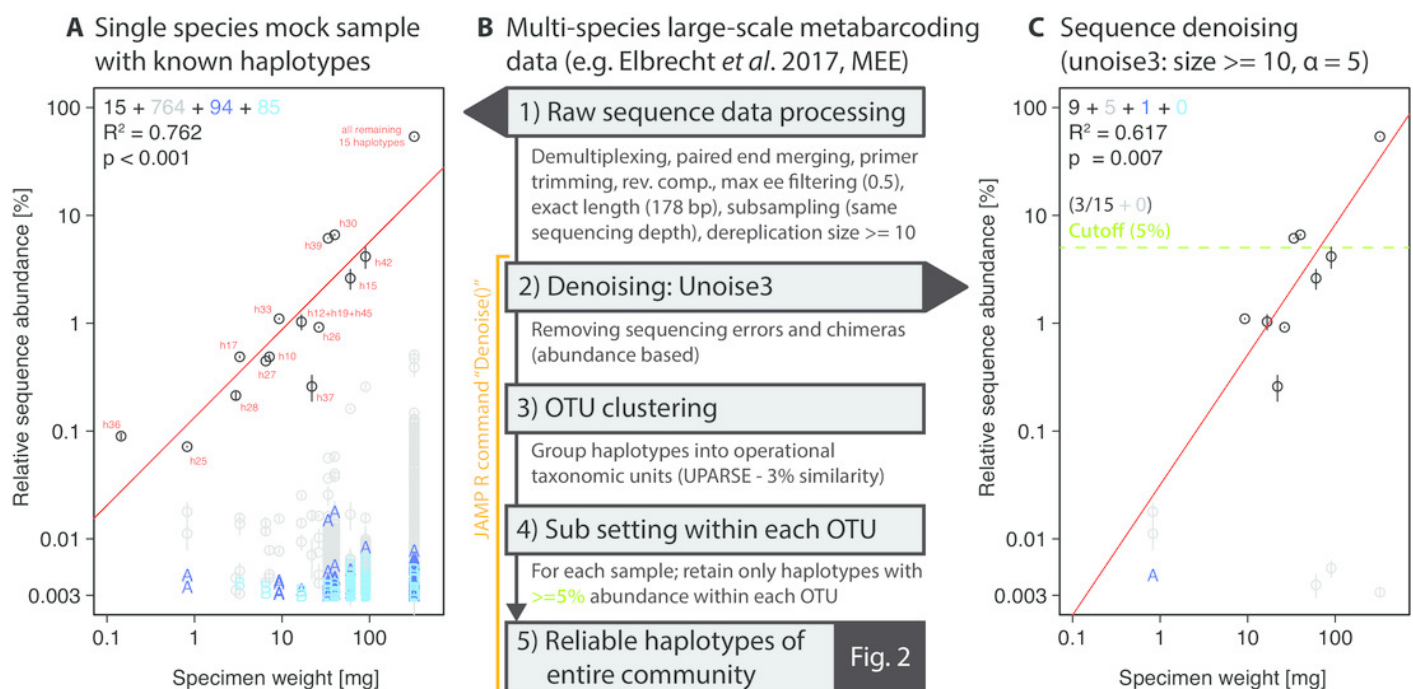 A Single species mock sample
with known haplotypes
15 + 764 + 94 + 85
R² = 0.762
p < 0.001
all remaining
15 haplotypes
h30
h39
h42
h15
h33
h12+h19+h45
h26
h17
h10
h27
h37
h28
h36
h25
A
A
A
A
A
A
A
A
A
A
A
Relative sequence abundance [%]
100
10
1
0.1
0.01
0.003
0.1
1
10
100
Specimen weight [mg]
B Multi-species large-scale metabarcoding
data (e.g. Elbrecht et al. 2017, MEE)
1) Raw sequence data processing
Demultiplexing, paired end merging, primer
trimming, rev. comp., max ee filtering (0.5),
exact length (178 bp), subsampling (same
sequencing depth), dereplication size >= 10
JAMP R command "Denoise()"
2) Denoising: Unoise3
Removing sequencing errors and chimeras
(abundance based)
3) OTU clustering
Group haplotypes into operational
taxonomic units (UPARSE - 3% similarity)
4) Sub setting within each OTU
For each sample; retain only haplotypes with
>=5% abundance within each OTU
5) Reliable haplotypes of
entire community
Fig. 2
C Sequence denoising
(unoise3: size >= 10, α = 5)
9 + 5 + 1 + 0
R² = 0.617
p = 0.007
(3/15 + 0)
Cutoff (5%)
A
Relative sequence abundance [%]
100
10
1
0.1
0.01
0.003
0.1
1
10
100
Specimen weight [mg]